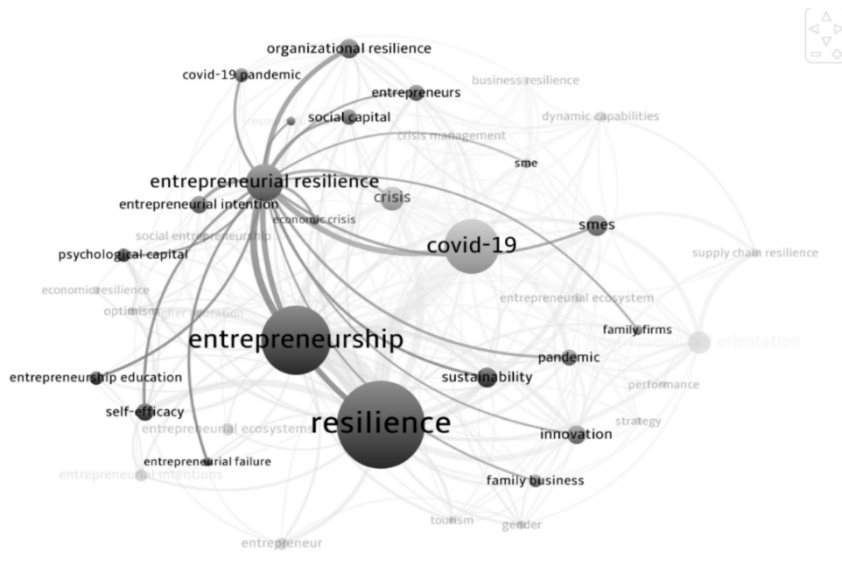 organizational resilience
covid-19 pandemic
business resilience
entrepreneurs
social capital
dynamic capabilities
crisis management
sme
entrepreneurial resilience
crisis
entrepreneurial intention
economic crisis
smes
social entrepreneurship
covid-19
psychological capital
supply chain resilience
economic resilience
entrepreneurial ecosystem
optimism
higher education
family firms
entrepreneurship
orientation
pandemic
entrepreneurship education
sustainability
performance
self-efficacy
resilience
strategy
entrepreneurial ecosystems
innovation
entrepreneurial failure
entrepreneurial intentions
family business
tourism
gender
entrepreneur